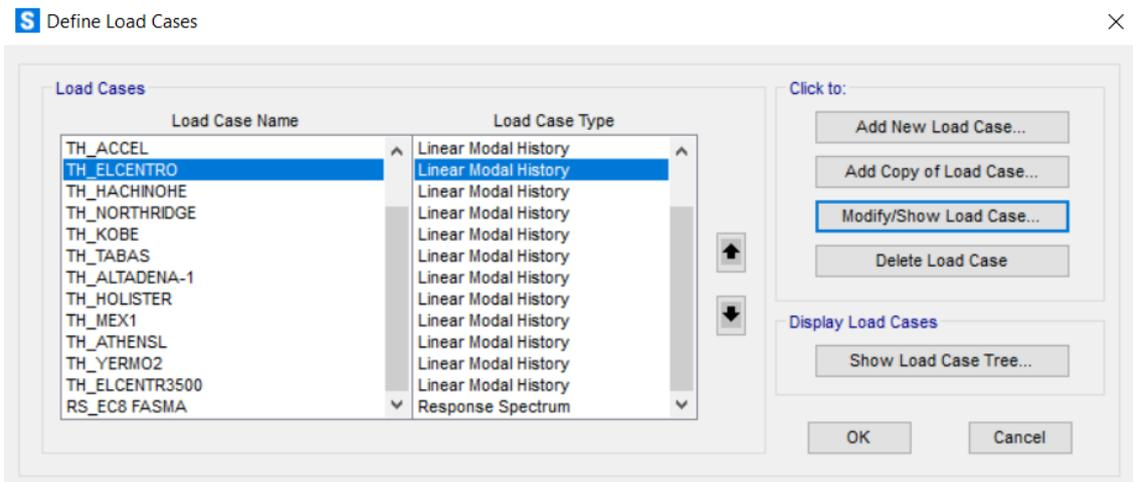 S Define Load Cases
Load Cases
Click to:
Load Case Name Load Case Type
Add New Load Case...
TH_ACCEL Linear Modal History
TH_ELCENTRO Linear Modal History
Add Copy of Load Case...
TH_HACHINOHE Linear Modal History
TH_NORTHRIDGE Linear Modal History
Modify/Show Load Case...
TH_KOBE Linear Modal History
TH_TABAS Linear Modal History
Delete Load Case
TH_ALTADENA-1 Linear Modal History
TH_HOLISTER Linear Modal History
TH_MEX1 Linear Modal History
Display Load Cases
TH_ATHENSL Linear Modal History
TH_YERMO2 Linear Modal History
Show Load Case Tree...
TH_ELCENTR3500 Linear Modal History
RS_EC8 FASMA Response Spectrum
OK Cancel